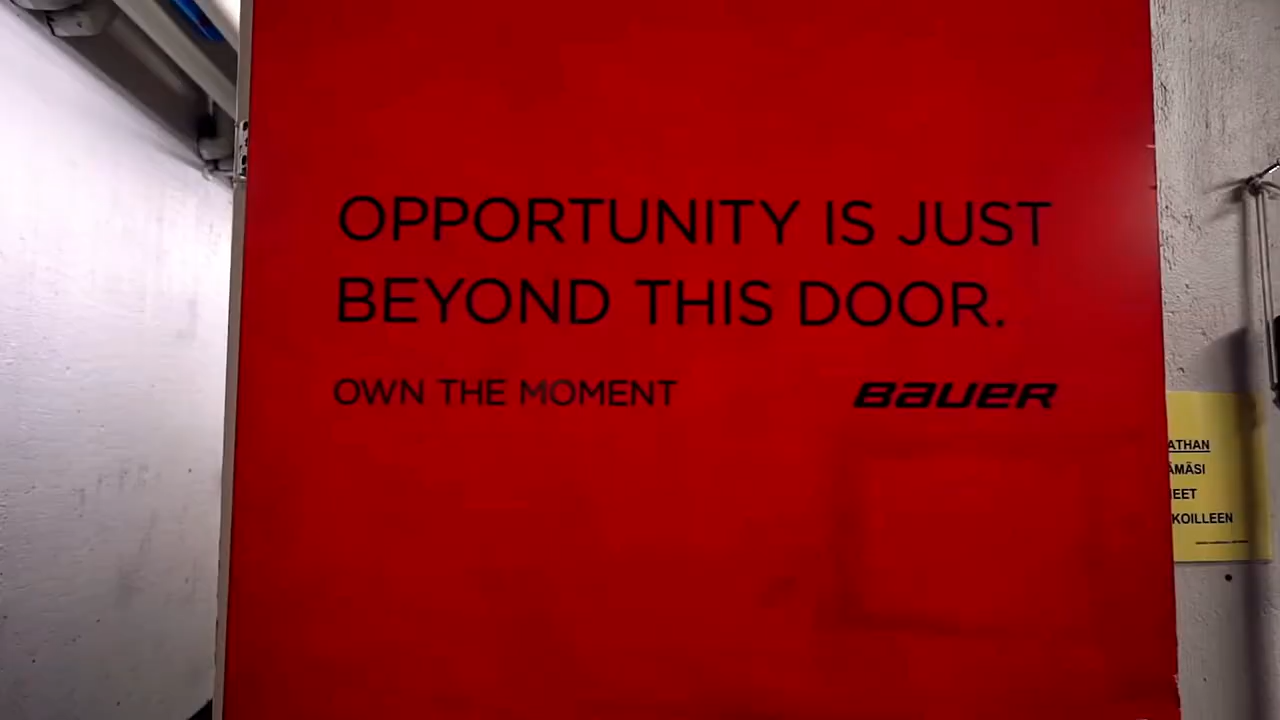 OPPORTUNITY IS JUST
BEYOND THIS DOOR.
OWN THE MOMENT
BAUER
ATHAN
ÄMÄSI
EET
KOILLEEN